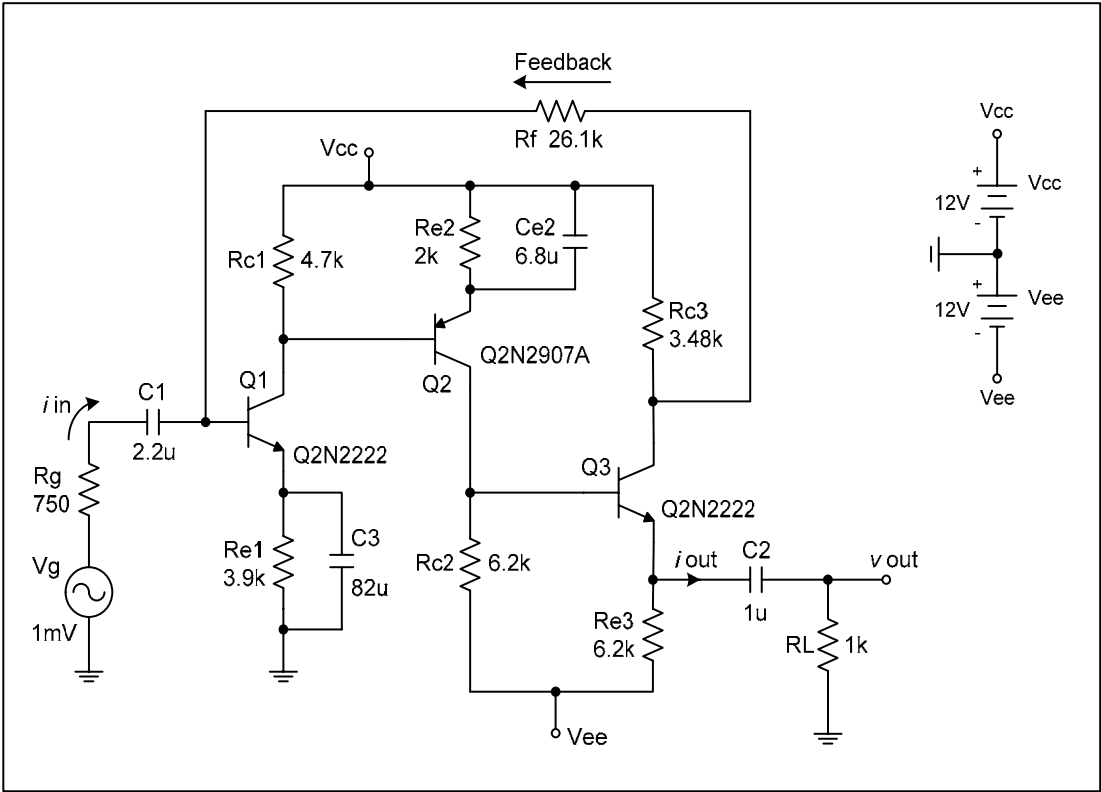 Feedback
Rf 26.1k
Vcc
Vcc
+
Vcc
12V
-
Re2
2k
Ce2
6.8u
Rc1
4.7k
+
Vee
12V
-
Rc3
3.48k
Q2N2907A
Q2
Vee
i in
C1
2.2u
Q1
Q2N2222
Q3
Q2N2222
Rg
750
Re1
3.9k
C3
82u
Rc2
6.2k
i out
C2
1u
v out
Vg
1mV
Re3
6.2k
RL
1k
Vee